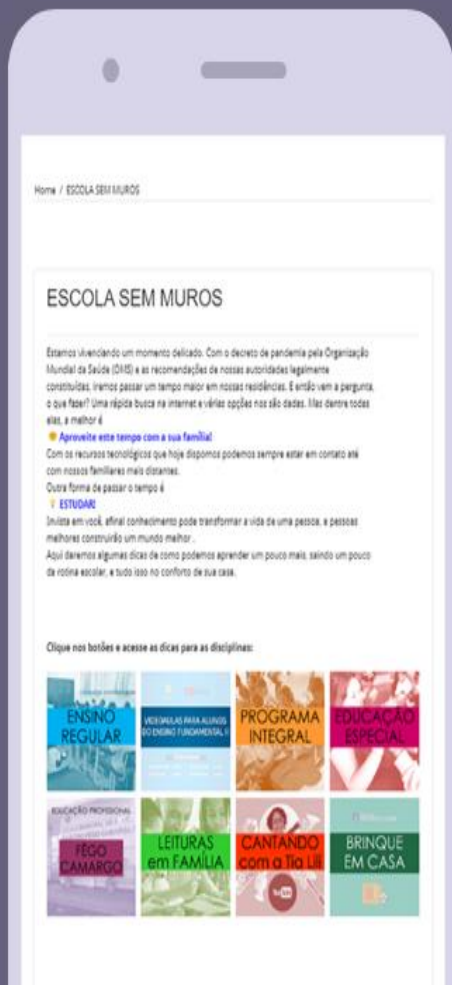 Home / ESCOLA SEM MUROS
ESCOLA SEM MUROS
Estamos vivenciando um momento delicado. Com o decreto de pandemia pela Organização
Mundial da Saúde (OMS) e as recomendações de nossas autoridades legalmente
constituídas, iremos passar um tempo maior em nossas residências. E então vem a pergunta,
o que fazer? Uma rápida busca na internet e várias opções nos são dadas. Mas dentre todas
elas, a melhor é
Aproveite este tempo com a sua família!
Com os recursos tecnológicos que hoje dispomos podemos sempre estar em contato até
com nossos familiares mais distantes.
Outra forma de passar o tempo é
ESTUDAR!
Invista em você, afinal conhecimento pode transformar a vida de uma pessoa, e pessoas
melhores construirão um mundo melhor .
Aqui daremos algumas dicas de como podemos aprender um pouco mais, saindo um pouco
da rotina escolar, e tudo isso no conforto de sua casa.
Clique nos botões e acesse as dicas para as disciplinas:
ENSINO
REGULAR
VIDEOAULAS PARA ALUNOS
DO ENSINO FUNDAMENTAL II
PROGRAMA
INTEGRAL
EDUCAÇÃO
ESPECIAL
EDUCAÇÃO PROFISSIONAL
FÊGO
CAMARGO
LEITURAS
em FAMÍLIA
CANTANDO
com a Tia Lili
BRINQUE
EM CASA